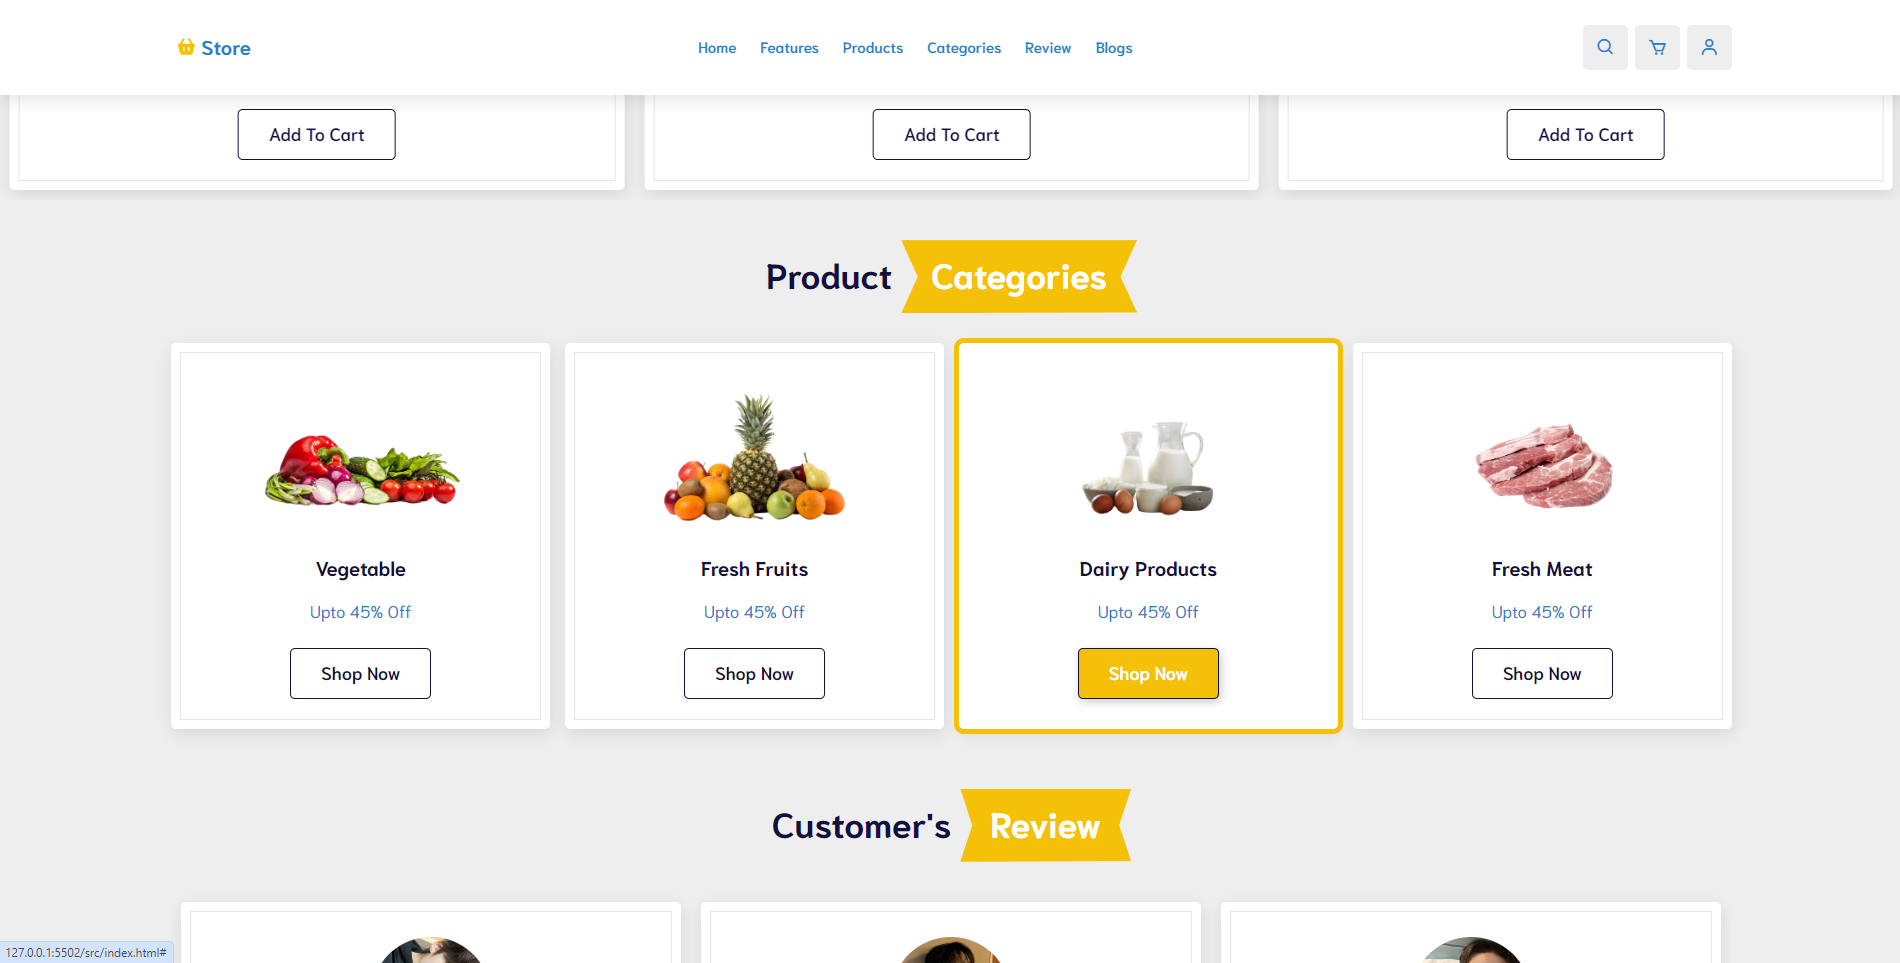 Store
Home Features Products Categories Review Blogs
Add To Cart Add To Cart Add To Cart
Product Categories
Vegetable Fresh Fruits Dairy Products Fresh Meat
Upto 45% Off Upto 45% Off Upto 45% Off Upto 45% Off
Shop Now Shop Now Shop Now Shop Now
Customer's Review
127.0.0.1:5502/src/index.html#